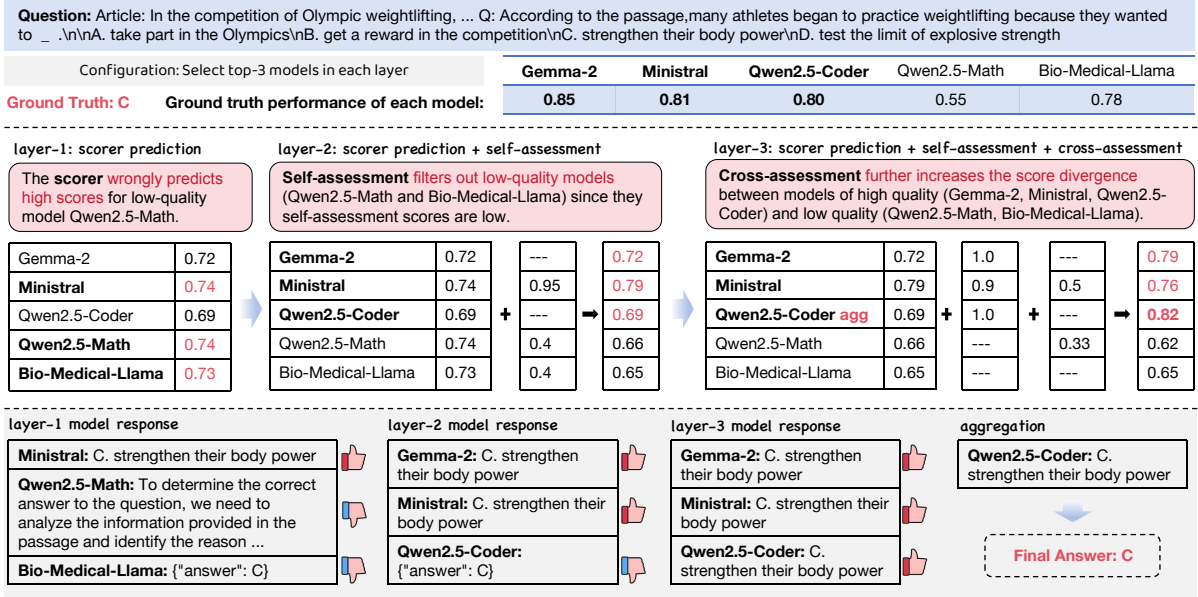 Question: Article: In the competition of Olympic weightlifting, ... Q: According to the passage,many athletes began to practice weightlifting because they wanted
to _ .\n\nA. take part in the Olympics\nB. get a reward in the competition\nC. strengthen their body power\nD. test the limit of explosive strength
Configuration: Select top-3 models in each layer
Ground Truth: C Ground truth performance of each model:
Gemma-2 Ministral Qwen2.5-Coder Qwen2.5-Math Bio-Medical-Llama
0.85 0.81 0.80 0.55 0.78
layer-1: scorer prediction
The scorer wrongly predicts
high scores for low-quality
model Qwen2.5-Math.
Gemma-2 0.72
Ministral 0.74
Qwen2.5-Coder 0.69
Qwen2.5-Math 0.74
Bio-Medical-Llama 0.73
layer-2: scorer prediction + self-assessment
Self-assessment filters out low-quality models
(Qwen2.5-Math and Bio-Medical-Llama) since they
self-assessment scores are low.
Gemma-2 0.72 --- 0.72
Ministral 0.74 0.95 0.79
Qwen2.5-Coder 0.69 + --- 0.69
Qwen2.5-Math 0.74 0.4 0.66
Bio-Medical-Llama 0.73 0.4 0.65
layer-3: scorer prediction + self-assessment + cross-assessment
Cross-assessment further increases the score divergence
between models of high quality (Gemma-2, Ministral, Qwen2.5-
Coder) and low quality (Qwen2.5-Math, Bio-Medical-Llama).
Gemma-2 0.72 1.0 --- 0.79
Ministral 0.79 0.9 0.5 0.76
Qwen2.5-Coder agg 0.69 + 1.0 + --- 0.82
Qwen2.5-Math 0.66 --- 0.33 0.62
Bio-Medical-Llama 0.65 --- --- 0.65
layer-1 model response
Ministral: C. strengthen their body power
Qwen2.5-Math: To determine the correct
answer to the question, we need to
analyze the information provided in the
passage and identify the reason ...
Bio-Medical-Llama: {"answer": C}
layer-2 model response
Gemma-2: C. strengthen
their body power
Ministral: C. strengthen their
body power
Qwen2.5-Coder:
{"answer": C}
layer-3 model response
Gemma-2: C. strengthen
their body power
Ministral: C. strengthen their
body power
Qwen2.5-Coder: C.
strengthen their body power
aggregation
Qwen2.5-Coder: C.
strengthen their body power
Final Answer: C